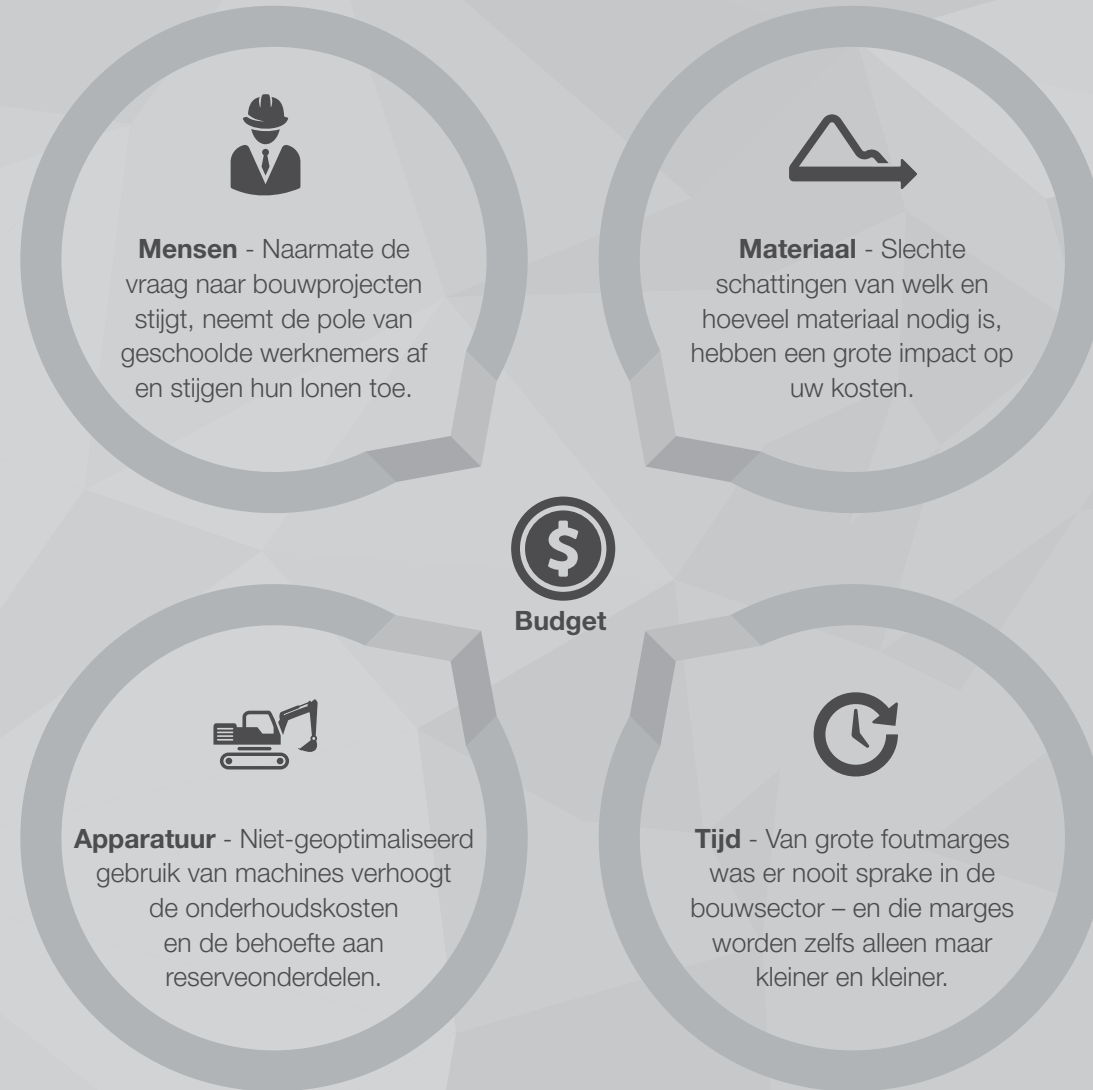 Mensen - Naarmate de
vraag naar bouwprojecten
stijgt, neemt de pole van
geschoolde werknemers af
en stijgen hun lonen toe.
Materiaal - Slechte
schattingen van welk en
hoeveel materiaal nodig is,
hebben een grote impact op
uw kosten.
$
Budget
Apparatuur - Niet-geoptimaliseerd
gebruik van machines verhoogt
de onderhoudskosten
en de behoefte aan
reserveonderdelen.
Tijd - Van grote foutmarges
was er nooit sprake in de
bouwsector – en die marges
worden zelfs alleen maar
kleiner en kleiner.